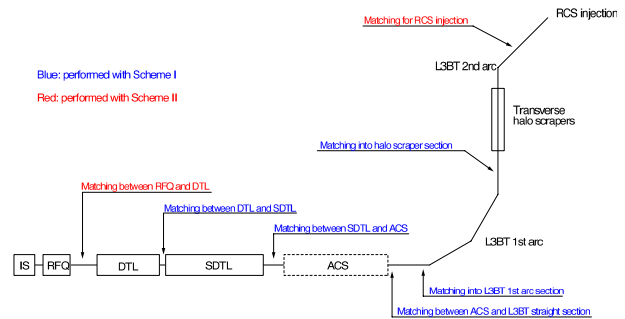 RCS injection
Matching for RCS injection
L3BT 2nd arc
Blue: performed with Scheme I
Red: performed with Scheme II
Transverse
halo scrapers
Matching into halo scraper section
Matching between RFQ and DTL
Matching between DTL and SDTL
Matching between SDTL and ACS
L3BT 1st arc
IS
RFQ
DTL
SDTL
ACS
Matching into L3BT 1st arc section
Matching between ACS and L3BT straight section